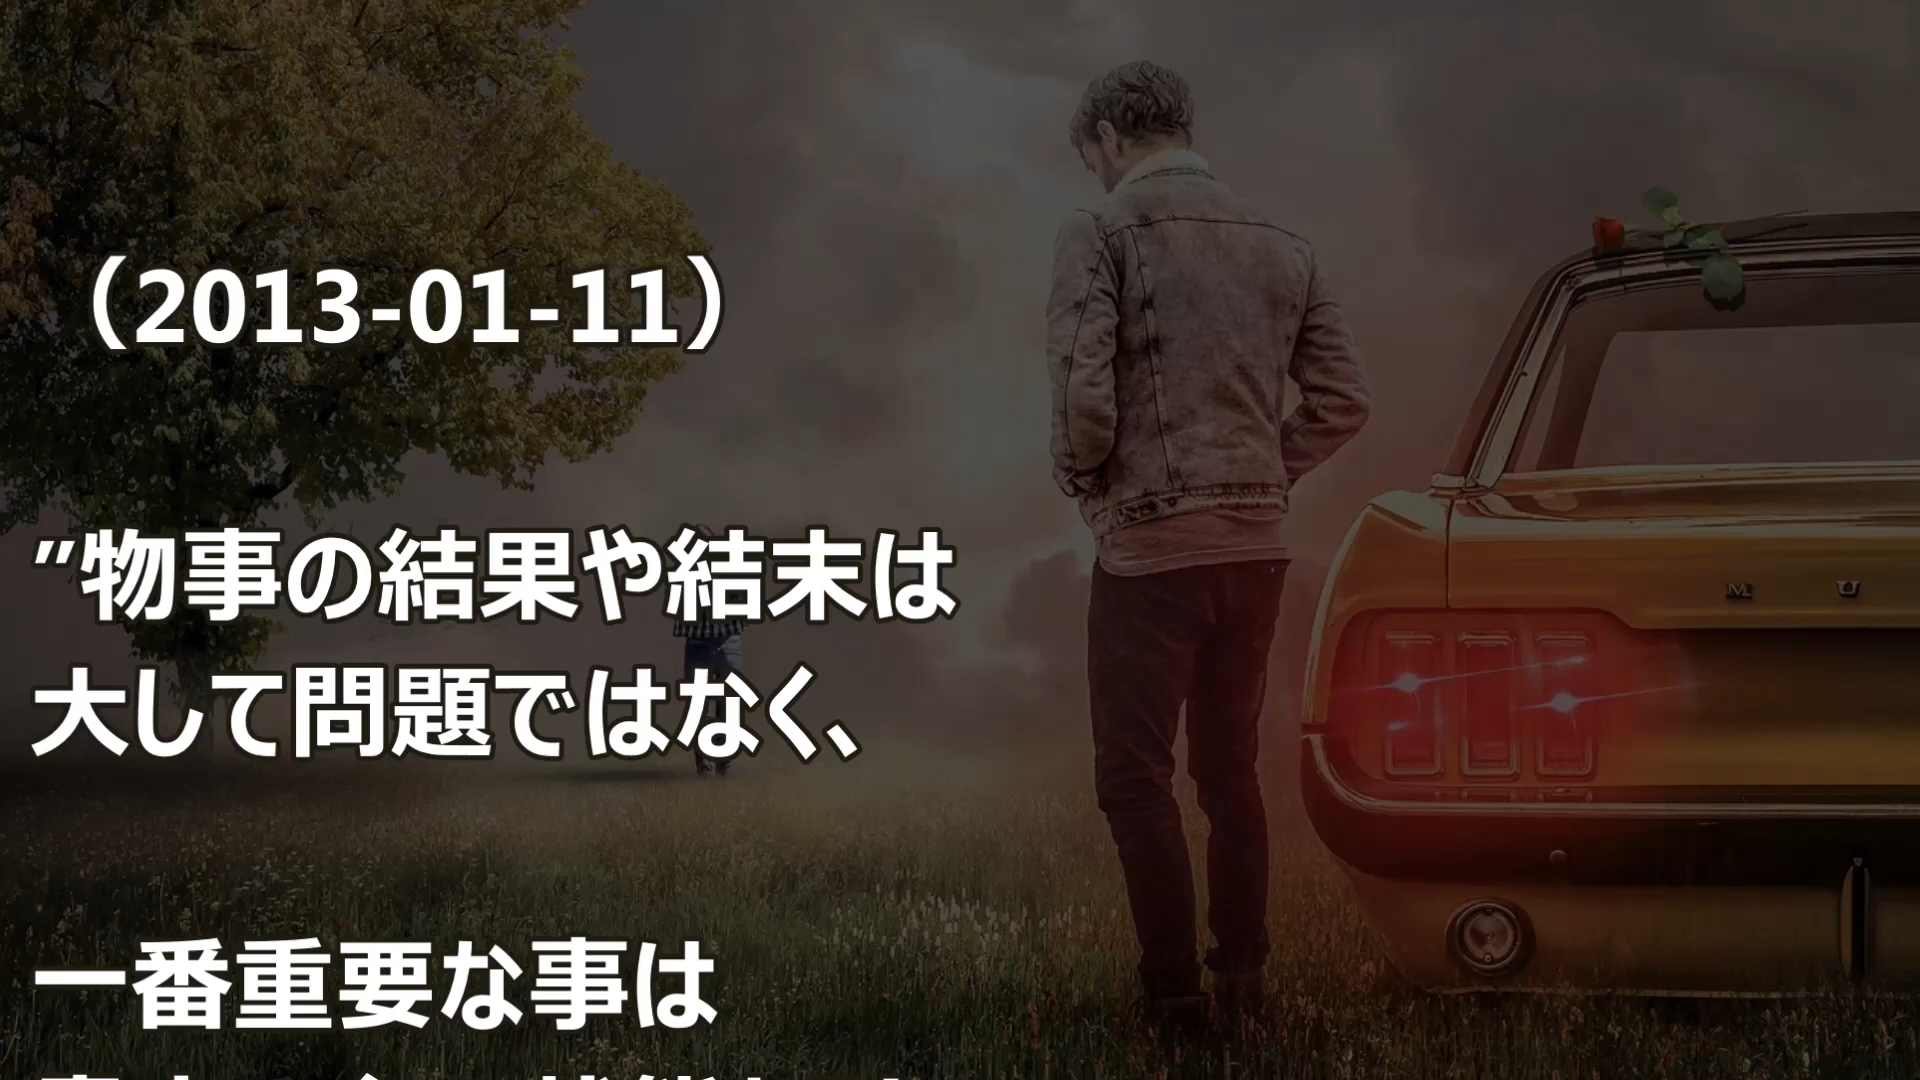 （2013-01-11）
”物事の結果や結末は
大して問題ではなく、
一番重要な事は
M U